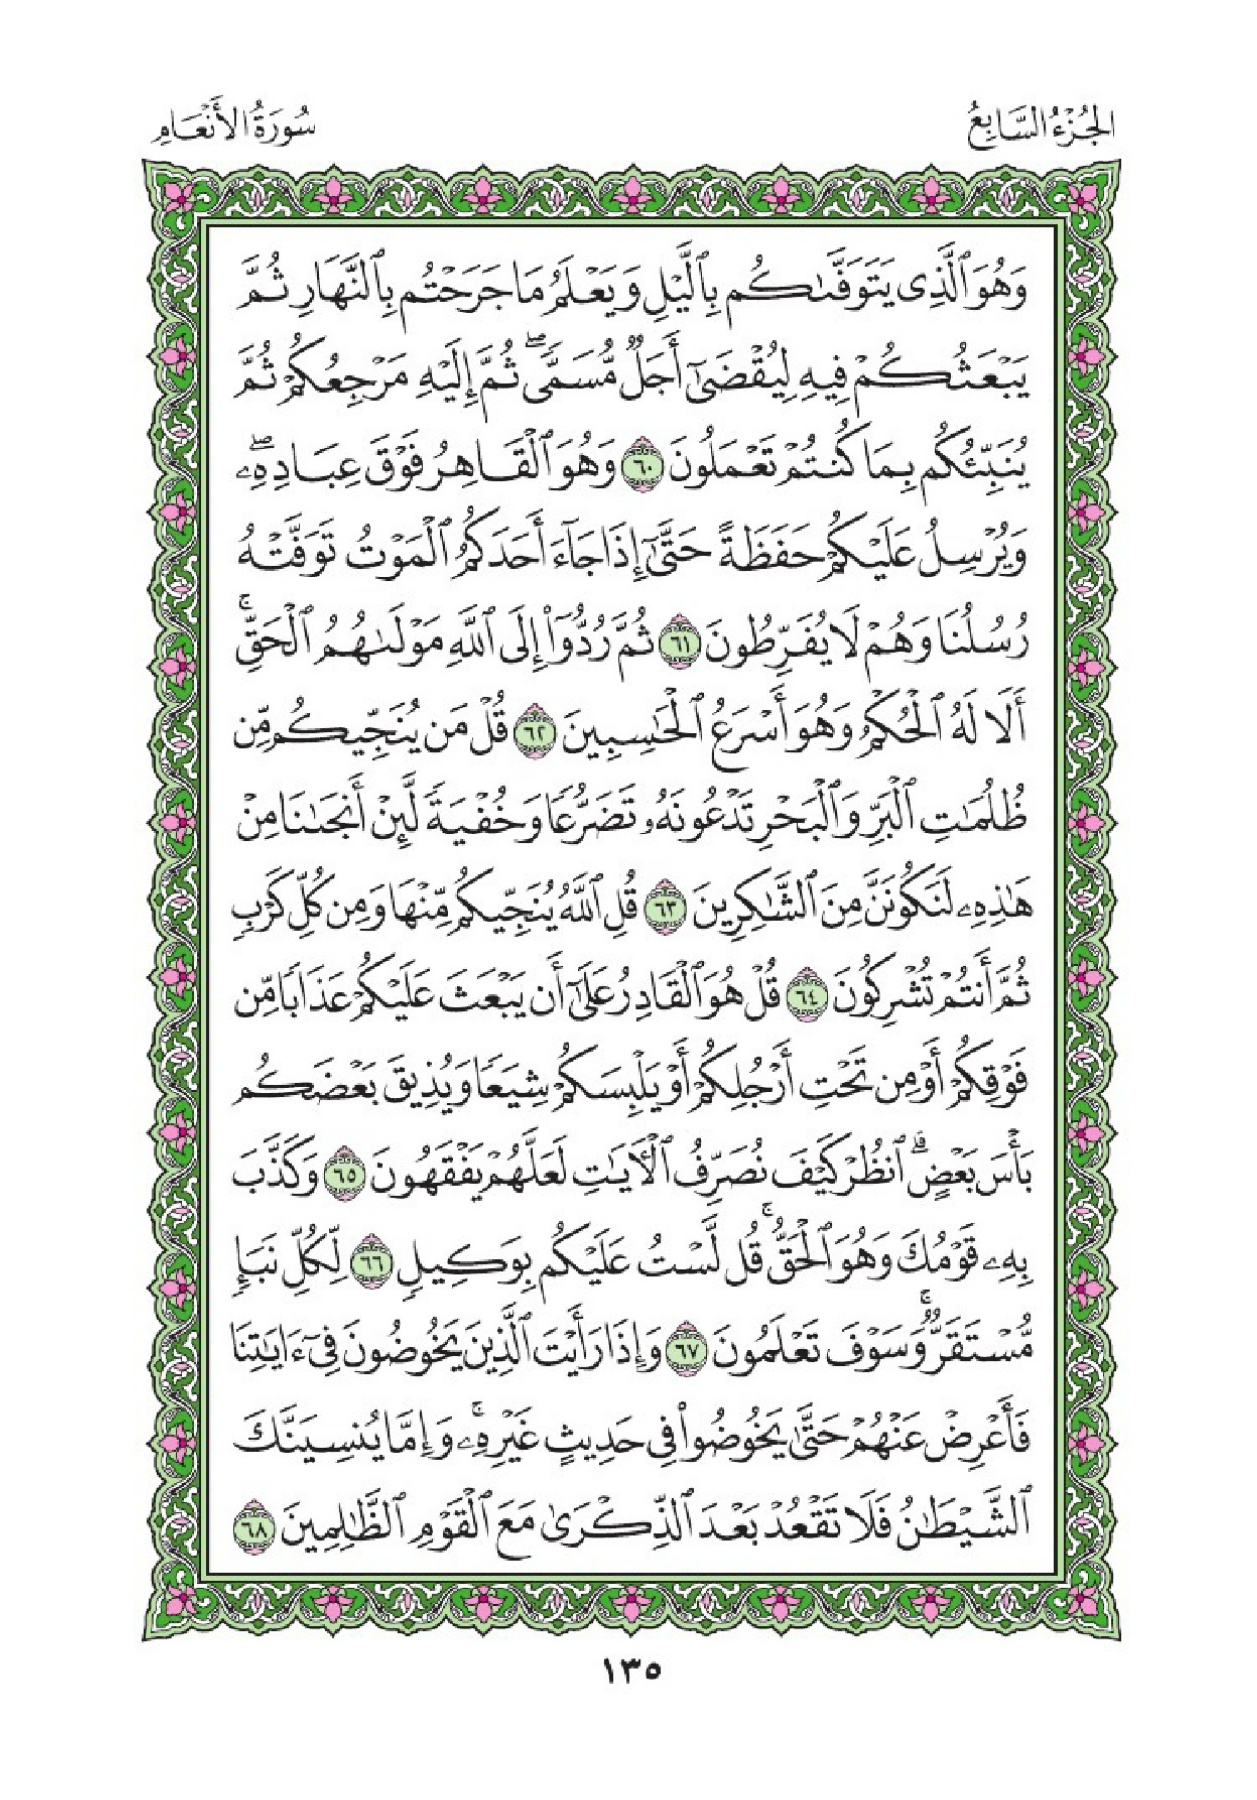 الجُزْءُ السَّابِعُ
سُورَةُ الأَنْعَامِ
وَهُوَ ٱلَّذِى يَتَوَفَّىٰكُم بِٱلَّيْلِ وَيَعْلَمُ مَا جَرَحْتُم بِٱلنَّهَارِ ثُمَّ
يَبْعَثُكُمْ فِيهِ لِيُقْضَىٰٓ أَجَلٌ مُّسَمًّى ۖ ثُمَّ إِلَيْهِ مَرْجِعُكُمْ ثُمَّ
يُنَبِّئُكُم بِمَا كُنتُمْ تَعْمَلُونَ ٦٠ وَهُوَ ٱلْقَاهِرُ فَوْقَ عِبَادِهِۦ ۖ
وَيُرْسِلُ عَلَيْكُمْ حَفَظَةً حَتَّىٰٓ إِذَا جَآءَ أَحَدَكُمُ ٱلْمَوْتُ تَوَفَّتْهُ
رُسُلُنَا وَهُمْ لَا يُفَرِّطُونَ ٦١ ثُمَّ رُدُّوٓا۟ إِلَى ٱللَّهِ مَوْلَىٰهُمُ ٱلْحَقِّ ۚ
أَلَا لَهُ ٱلْحُكْمُ وَهُوَ أَسْرَعُ ٱلْحَٰسِبِينَ ٦٢ قُلْ مَن يُنَجِّيكُم مِّن
ظُلُمَٰتِ ٱلْبَرِّ وَٱلْبَحْرِ تَدْعُونَهُۥ تَضَرُّعًا وَخُفْيَةً لَّئِنْ أَنجَىٰنَا مِنْ
هَٰذِهِۦ لَنَكُونَنَّ مِنَ ٱلشَّٰكِرِينَ ٦٣ قُلِ ٱللَّهُ يُنَجِّيكُم مِّنْهَا وَمِن كُلِّ كَرْبٍ
ثُمَّ أَنتُمْ تُشْرِكُونَ ٦٤ قُلْ هُوَ ٱلْقَادِرُ عَلَىٰٓ أَن يَبْعَثَ عَلَيْكُمْ عَذَابًا مِّن
فَوْقِكُمْ أَوْ مِن تَحْتِ أَرْجُلِكُمْ أَوْ يَلْبِسَكُمْ شِيَعًا وَيُذِيقَ بَعْضَكُم
بَأْسَ بَعْضٍ ۗ ٱنظُرْ كَيْفَ نُصَرِّفُ ٱلْـَٔايَٰتِ لَعَلَّهُمْ يَفْقَهُونَ ٦٥ وَكَذَّبَ
بِهِۦ قَوْمُكَ وَهُوَ ٱلْحَقُّ ۚ قُل لَّسْتُ عَلَيْكُم بِوَكِيلٍ ٦٦ لِّكُلِّ نَبَإٍ
مُّسْتَقَرٌّ ۚ وَسَوْفَ تَعْلَمُونَ ٦٧ وَإِذَا رَأَيْتَ ٱلَّذِينَ يَخُوضُونَ فِىٓ ءَايَٰتِنَا
فَأَعْرِضْ عَنْهُمْ حَتَّىٰ يَخُوضُوا۟ فِى حَدِيثٍ غَيْرِهِۦ ۚ وَإِمَّا يُنسِيَنَّكَ
ٱلشَّيْطَٰنُ فَلَا تَقْعُدْ بَعْدَ ٱلذِّكْرَىٰ مَعَ ٱلْقَوْمِ ٱلظَّٰلِمِينَ ٦٨
١٣٥